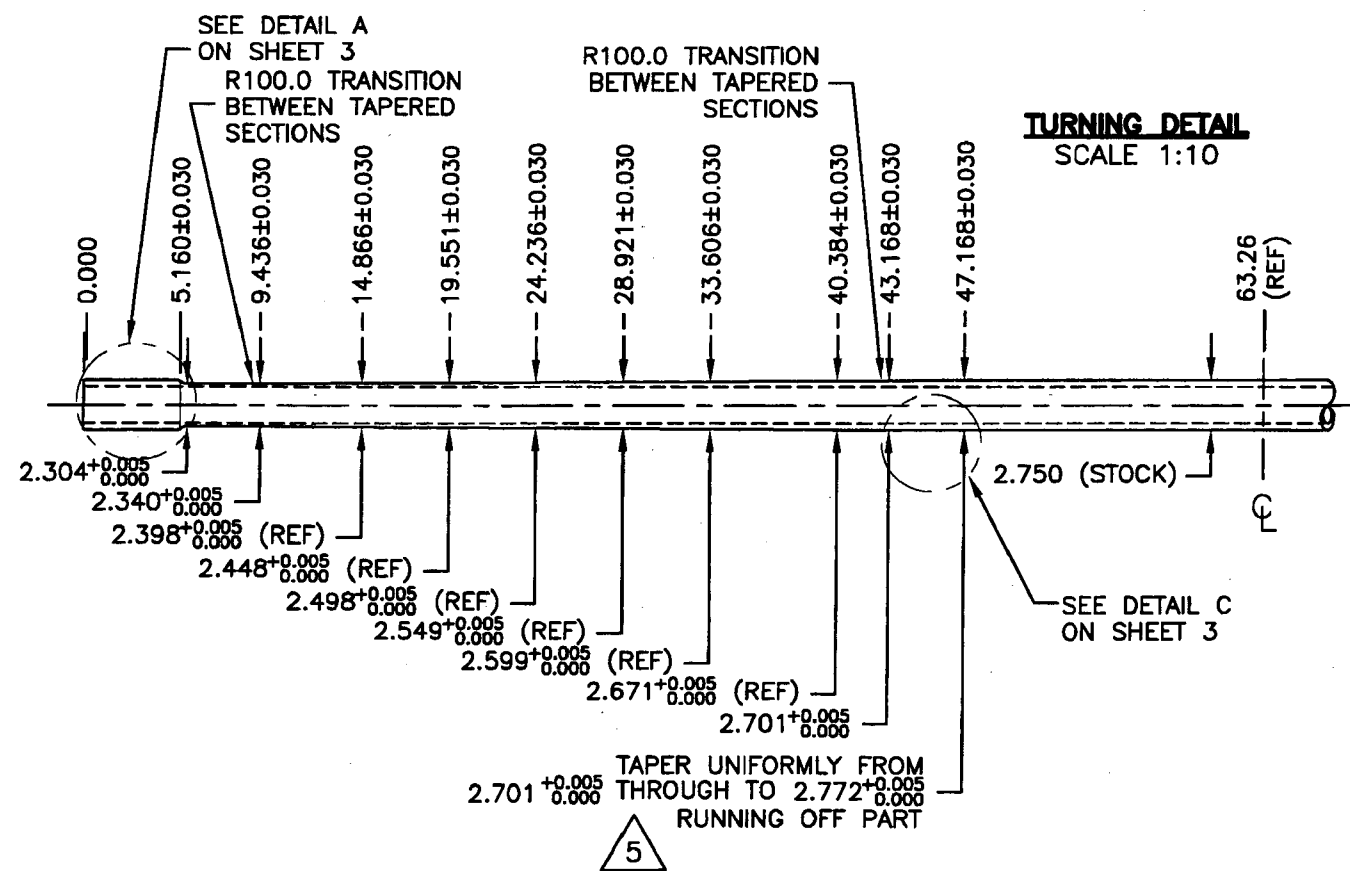 SEE DETAIL A
ON SHEET 3
R100.0 TRANSITION
BETWEEN TAPERED
SECTIONS
R100.0 TRANSITION
BETWEEN TAPERED
SECTIONS
TURNING DETAIL
SCALE 1:10
0.000
5.160±0.030
9.436±0.030
14.866±0.030
19.551±0.030
24.236±0.030
28.921±0.030
33.606±0.030
40.384±0.030
43.168±0.030
47.168±0.030
63.26
(REF)
2.304 +0.005 0.000
2.340 +0.005 0.000
2.398 +0.005 0.000 (REF)
2.448 +0.005 0.000 (REF)
2.498 +0.005 0.000 (REF)
2.549 +0.005 0.000 (REF)
2.599 +0.005 0.000 (REF)
2.671 +0.005 0.000 (REF)
2.701 +0.005 0.000
2.750 (STOCK)
℄
SEE DETAIL C
ON SHEET 3
TAPER UNIFORMLY FROM
2.701 +0.005 0.000 THROUGH TO 2.772 +0.005 0.000
RUNNING OFF PART
5